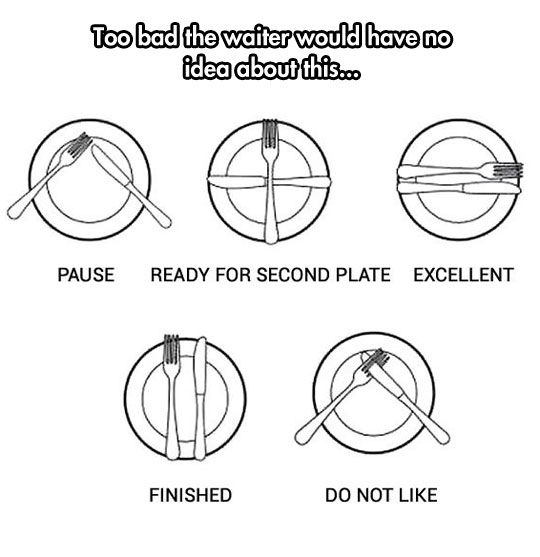 Too bad the waiter would have no
idea about this...
PAUSE
READY FOR SECOND PLATE
EXCELLENT
FINISHED
DO NOT LIKE